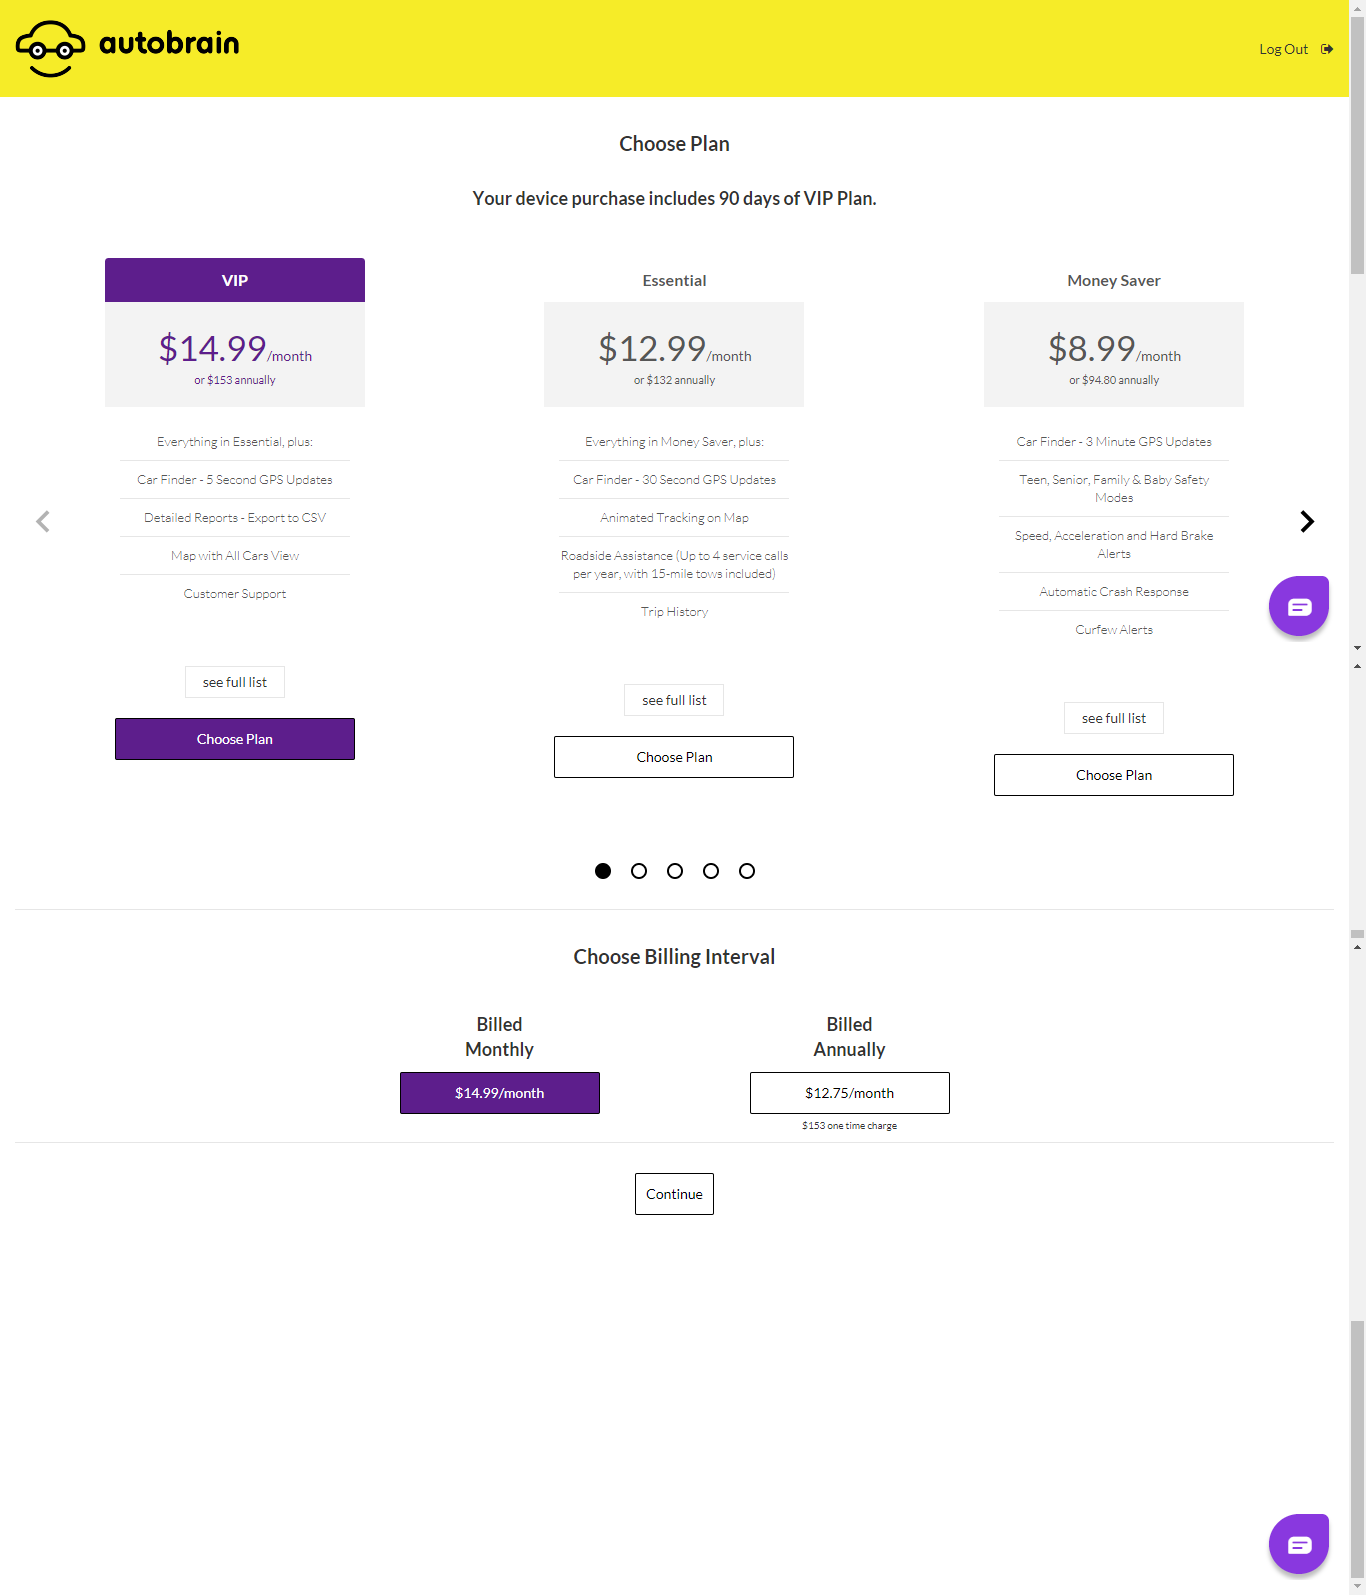 autobrain
Log Out
Choose Plan
Your device purchase includes 90 days of VIP Plan.
VIP
$14.99/month
or $153 annually
Everything in Essential, plus:
Car Finder - 5 Second GPS Updates
Detailed Reports - Export to CSV
Map with All Cars View
Customer Support
see full list
Choose Plan
Essential
$12.99/month
or $132 annually
Everything in Money Saver, plus:
Car Finder - 30 Second GPS Updates
Animated Tracking on Map
Roadside Assistance (Up to 4 service calls
per year, with 15-mile tows included)
Trip History
see full list
Choose Plan
Money Saver
$8.99/month
or $94.80 annually
Car Finder - 3 Minute GPS Updates
Teen, Senior, Family & Baby Safety
Modes
Speed, Acceleration and Hard Brake
Alerts
Automatic Crash Response
Curfew Alerts
see full list
Choose Plan
Choose Billing Interval
Billed
Monthly
$14.99/month
Billed
Annually
$12.75/month
$153 one time charge
Continue